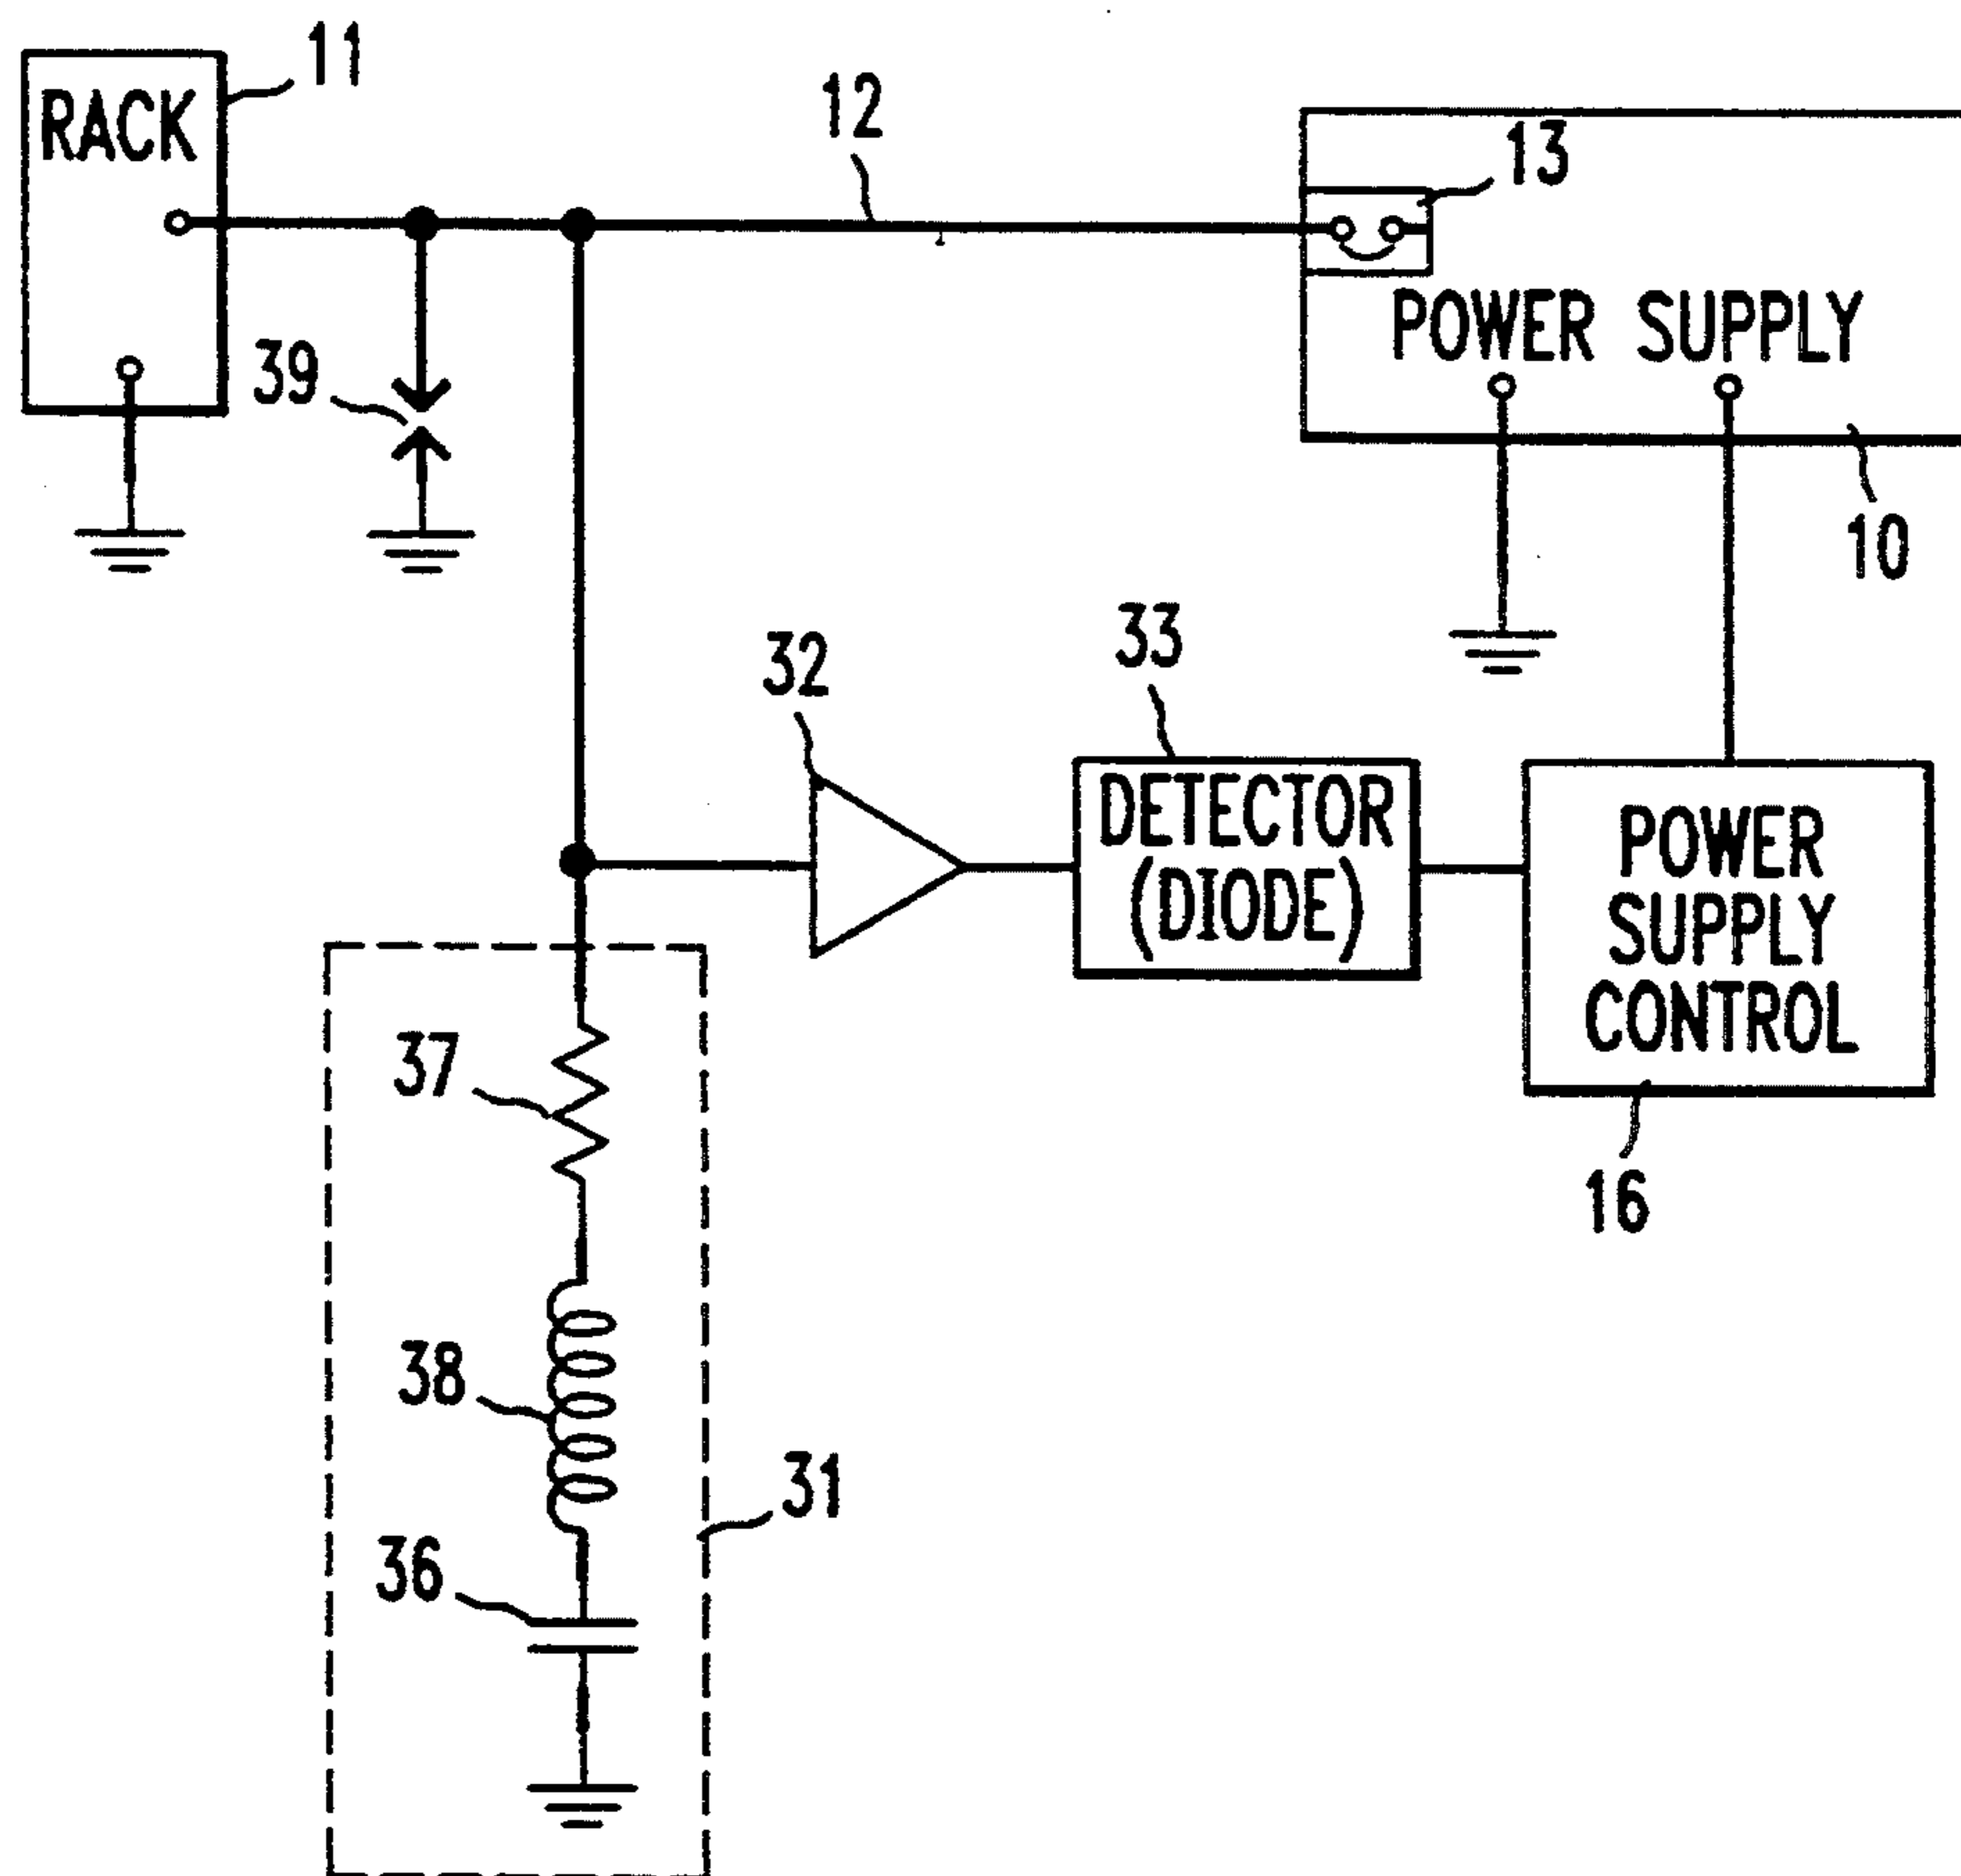 11
RACK
12
13
POWER SUPPLY
39
10
32
33
DETECTOR
(DIODE)
POWER
SUPPLY
CONTROL
37
16
38
31
36